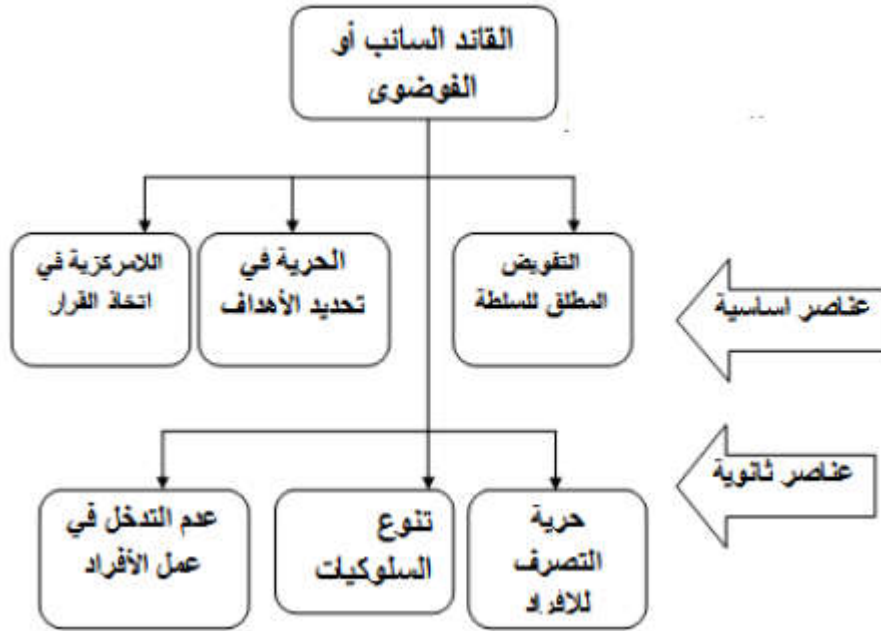 القائد السائب أو
الفوضوى
التفويض
المطلق للسلطة
الحرية في
تحديد الأهداف
اللامركزية في
اتخاذ القرار
عناصر اساسية
حرية
التصرف
للافراد
تنوع
السلوكيات
عدم التدخل في
عمل الأفراد
عناصر ثانوية